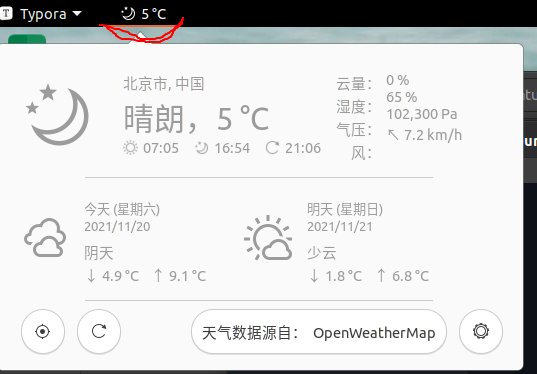 T Typora 5 °C
北京市, 中国
晴朗，5 °C
07:05 16:54 21:06
云量： 0 %
湿度： 65 %
气压： 102,300 Pa
风： ↖ 7.2 km/h
今天 (星期六)
2021/11/20
阴天
↓ 4.9 °C ↑ 9.1 °C
明天 (星期日)
2021/11/21
少云
↓ 1.8 °C ↑ 6.8 °C
天气数据源自： OpenWeatherMap